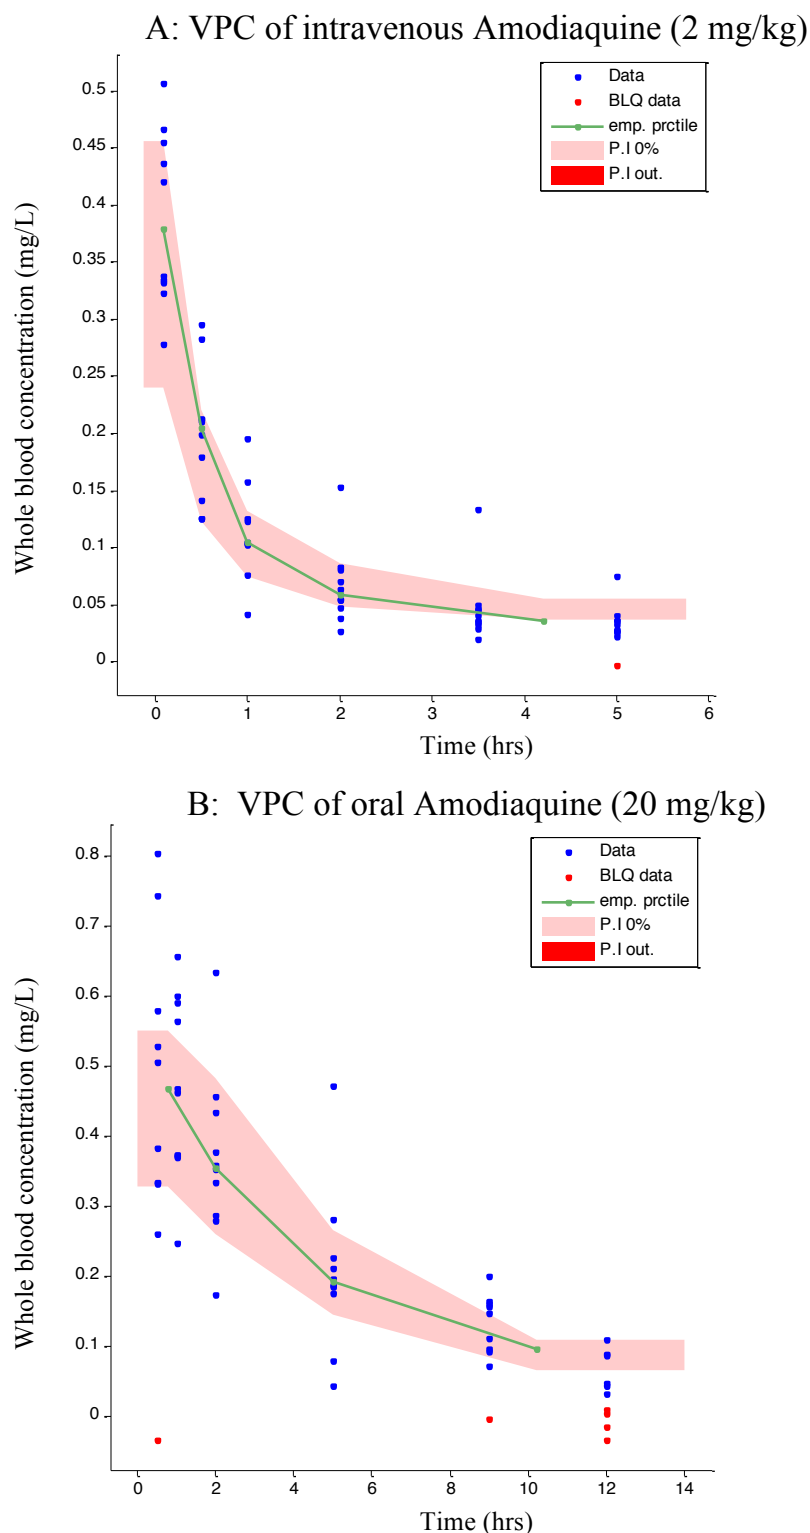 A: VPC of intravenous Amodiaquine (2 mg/kg)
Data
BLQ data
emp. prctile
P.I 0%
P.I out.
0.5
0.45
0.4
0.35
0.3
0.25
0.2
0.15
0.1
0.05
0
Whole blood concentration (mg/L)
0 1 2 3 4 5 6
Time (hrs)
B: VPC of oral Amodiaquine (20 mg/kg)
Data
BLQ data
emp. prctile
P.I 0%
P.I out.
0.8
0.7
0.6
0.5
0.4
0.3
0.2
0.1
0
Whole blood concentration (mg/L)
0 2 4 6 8 10 12 14
Time (hrs)